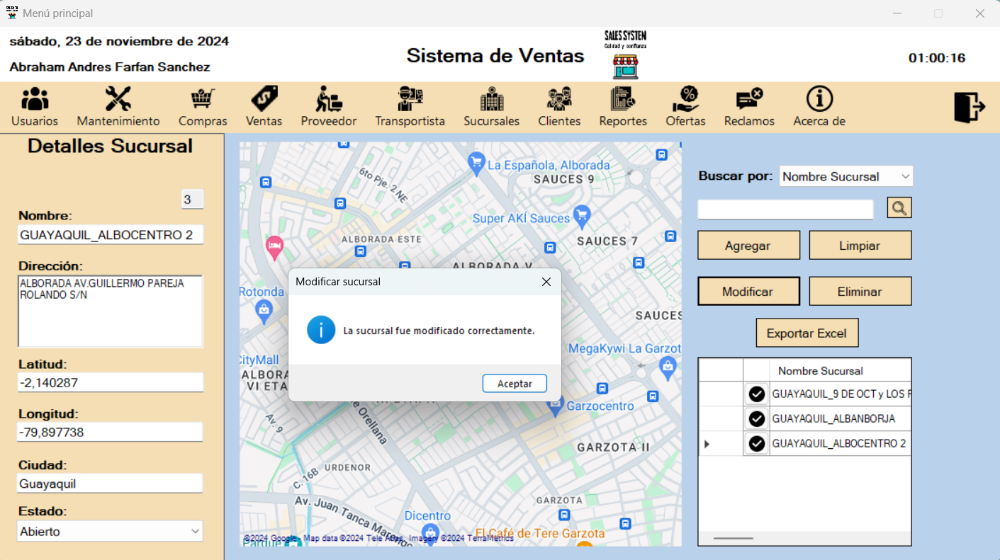 Menú principal
sábado, 23 de noviembre de 2024
Abraham Andres Farfan Sanchez
Sistema de Ventas
SALES SYSTEN
Calidad y confianza
01:00:16
Usuarios
Mantenimiento
Compras
Ventas
Proveedor
Transportista
Sucursales
Clientes
Reportes
Ofertas
Reclamos
Acerca de
Detalles Sucursal
3
Nombre:
GUAYAQUIL_ALBOCENTRO 2
Dirección:
ALBORADA AV.GUILLERMO PAREJA
ROLANDO S/N
Latitud:
-2,140287
Longitud:
-79,897738
Ciudad:
Guayaquil
Estado:
Abierto
La Española, Alborada
SAUCES 9
6to Pje. 2 NE
Super AKÍ Sauces
ALBORADA ESTE
SAUCES 7
ALBORADA V
Rotonda
SAUCES
MegaKywi La Garzot
CityMall
ALBORA
VI ETA
Garzocentro
Av. 9
de Orellana
GARZOTA II
URDENOR
C. 16B
Av. Juan Tanca Marengo
GARZOTA
Dicentro
El Café de Tere Garzota
Parque
©2024 Google - Map data ©2024 Tele Atlas, Imagery ©2024 TerraMetrics
Modificar sucursal
La sucursal fue modificado correctamente.
Aceptar
Buscar por:
Nombre Sucursal
Agregar
Limpiar
Modificar
Eliminar
Exportar Excel
Nombre Sucursal
GUAYAQUIL_9 DE OCT y LOS
GUAYAQUIL_ALBANBORJA
GUAYAQUIL_ALBOCENTRO 2